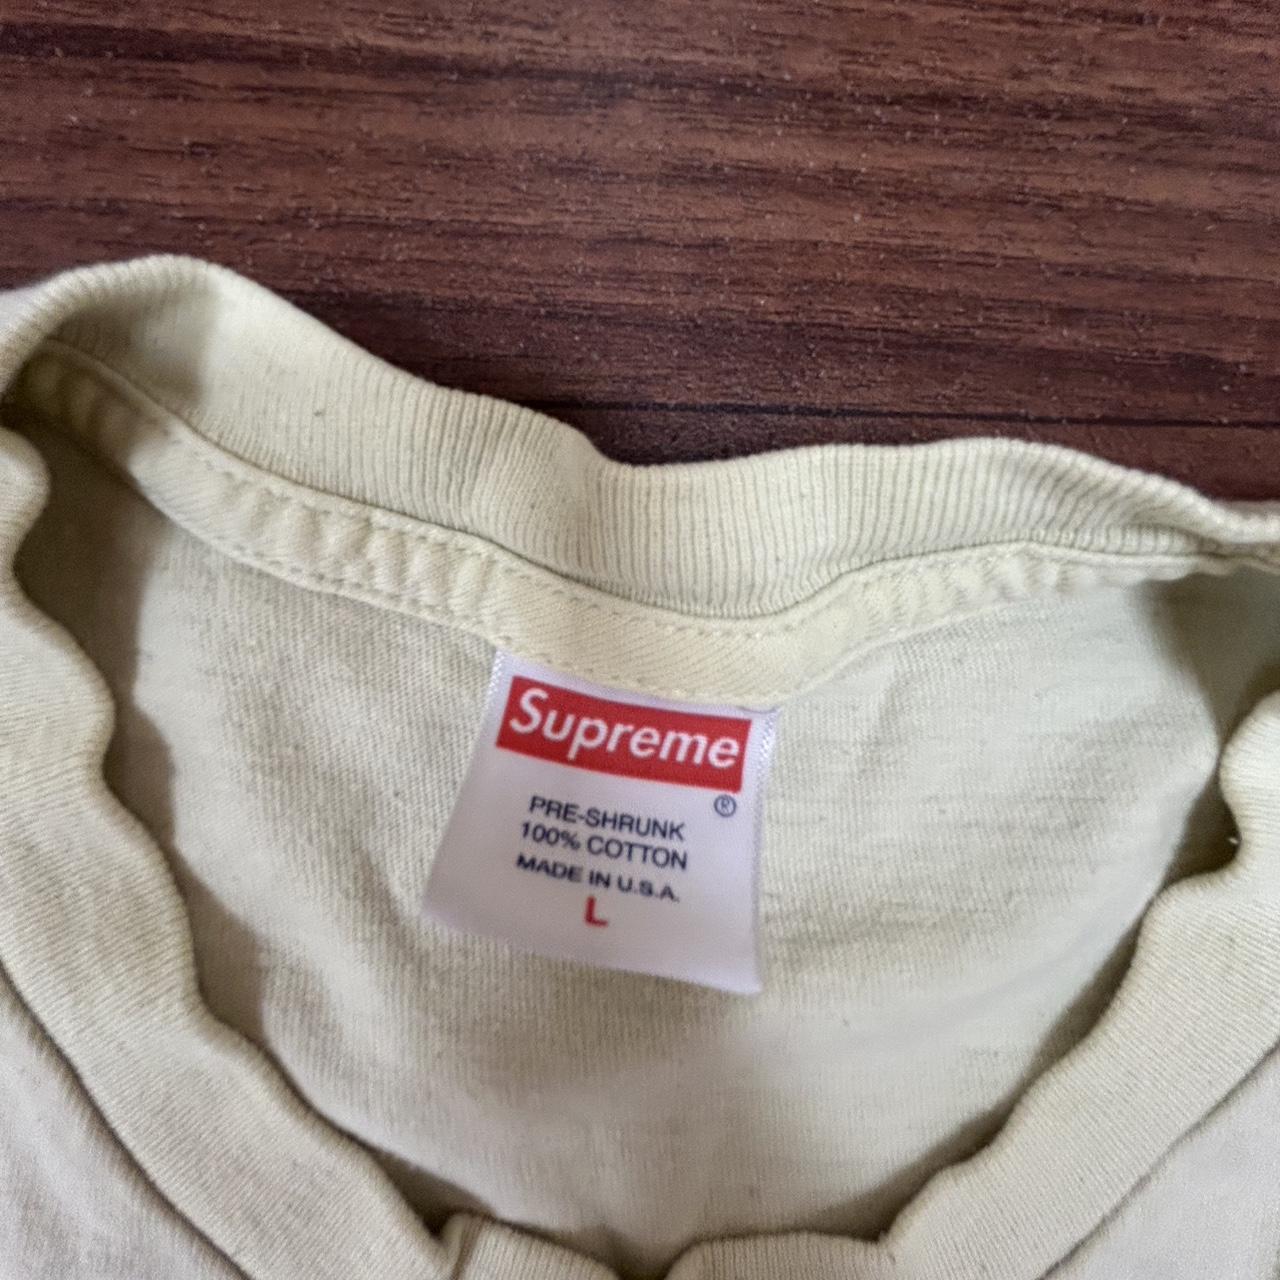 Supreme
®
PRE-SHRUNK
100% COTTON
MADE IN U.S.A.
L